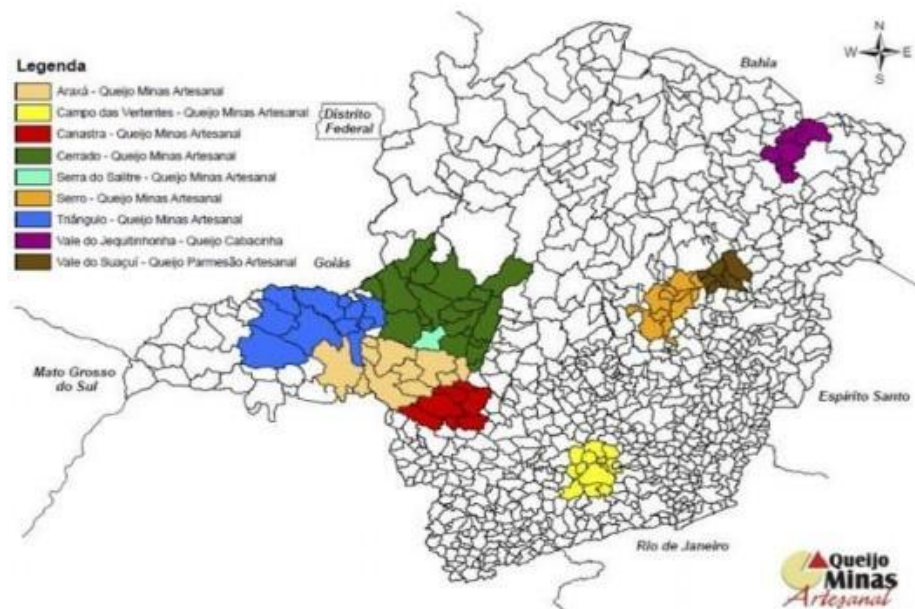 N
W E
S
Bahia
Legenda
Araxá - Queijo Minas Artesanal
Campo das Vertentes - Queijo Minas Artesanal
Canastra - Queijo Minas Artesanal
Cerrado - Queijo Minas Artesanal
Serra do Salitre - Queijo Minas Artesanal
Serro - Queijo Minas Artesanal
Triângulo - Queijo Minas Artesanal
Vale do Jequitinhonha - Queijo Cabacinha
Vale do Suaçuí - Queijo Parmesão Artesanal
Distrito
Federal
Goiás
Mato Grosso
do Sul
Espírito Santo
Rio de Janeiro
Queijo
Minas
Artesanal